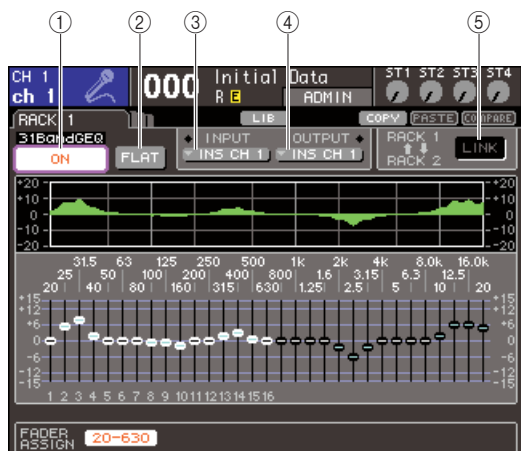 ① ② ③ ④ ⑤
CH 1
ch 1
000 Initial Data
R E ADMIN
ST1 ST2 ST3 ST4
RACK 1
LIB
COPY PASTE COMPARE
31BandGEQ
ON
FLAT
INPUT
INS CH 1
OUTPUT
INS CH 1
RACK 1
RACK 2
LINK
+20 +20
+10 +10
0 0
-10 -10
-20 -20
31.5 63 125 250 500 1k 2k 4k 8.0k 16.0k
25 50 100 200 400 800 1.6 3.15 6.3 12.5
20 40 80 160 315 630 1.25 2.5 5 10 20
+15 +15
+12 +12
+6 +6
0 0
-6 -6
-12 -12
-15 -15
1 2 3 4 5 6 7 8 9 10 11 12 13 14 15 16
FADER
ASSIGN
20-630